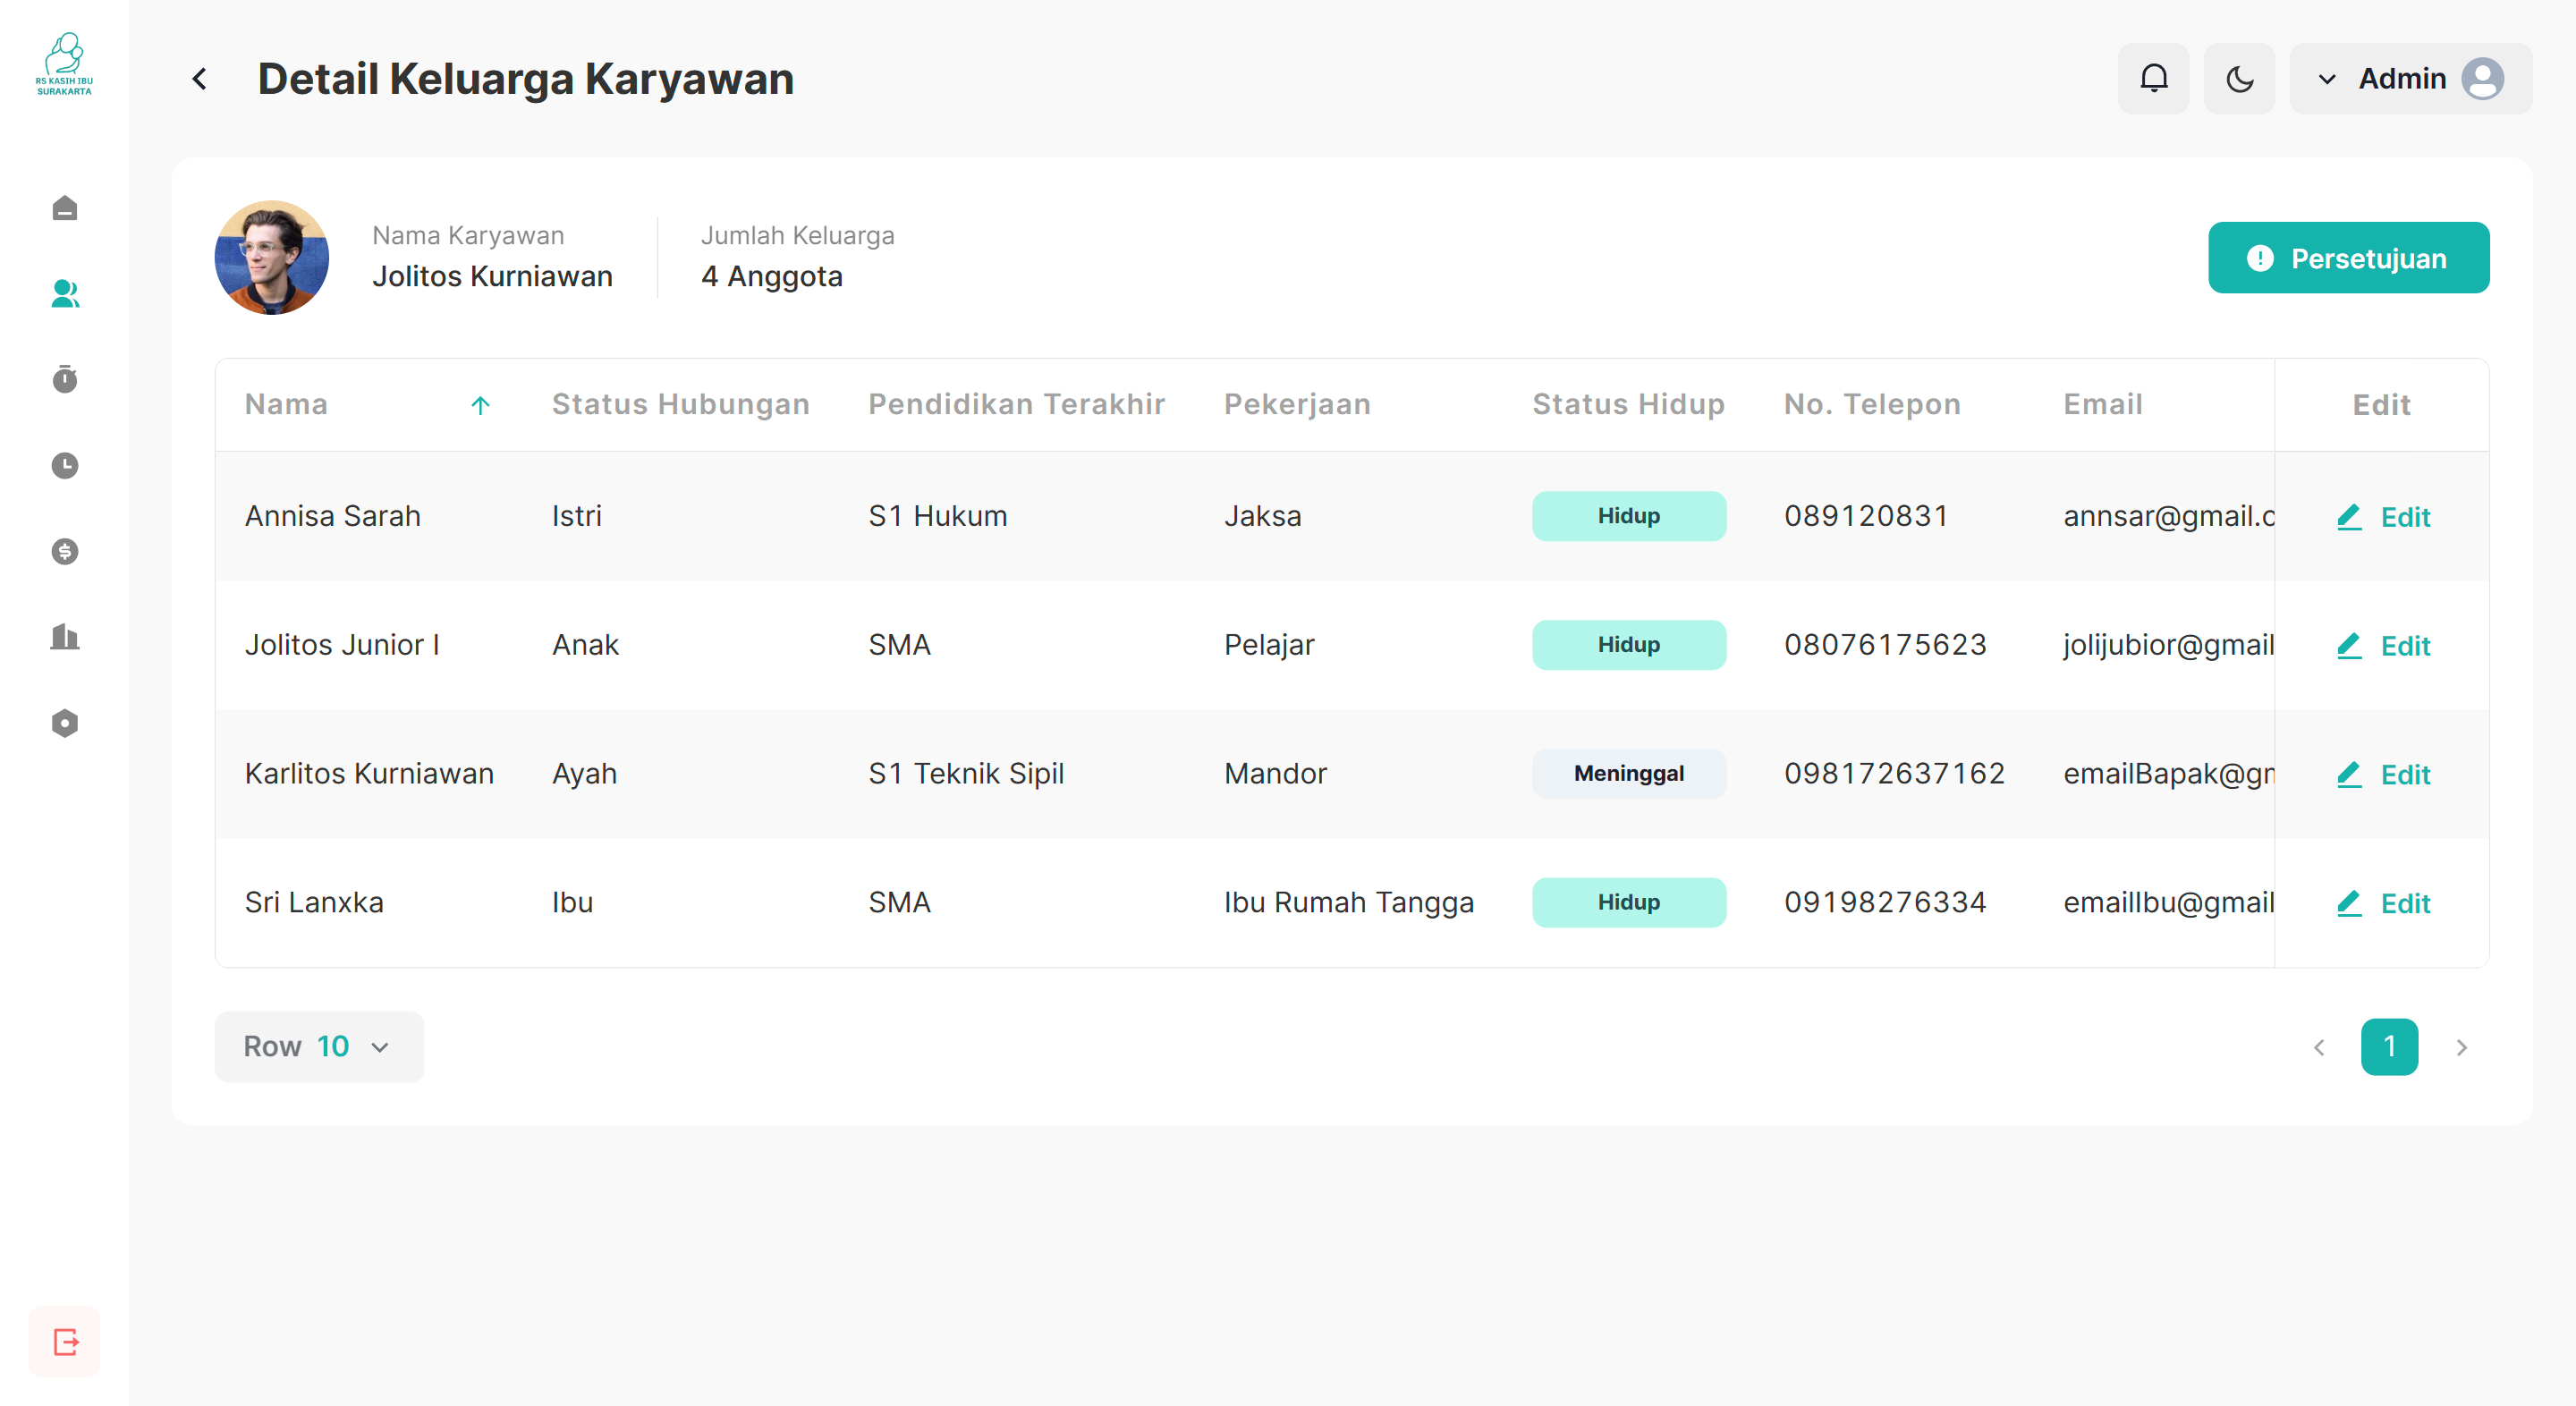 RS KASIH IBU
SURAKARTA
Detail Keluarga Karyawan
Admin
Nama Karyawan
Jolitos Kurniawan
Jumlah Keluarga
4 Anggota
Persetujuan
Nama Status Hubungan Pendidikan Terakhir Pekerjaan Status Hidup No. Telepon Email Edit
Annisa Sarah Istri S1 Hukum Jaksa Hidup 089120831 annsar@gmail.c Edit
Jolitos Junior I Anak SMA Pelajar Hidup 08076175623 jolijubior@gmail Edit
Karlitos Kurniawan Ayah S1 Teknik Sipil Mandor Meninggal 098172637162 emailBapak@gm Edit
Sri Lanxka Ibu SMA Ibu Rumah Tangga Hidup 09198276334 emailIbu@gmail Edit
Row 10
1